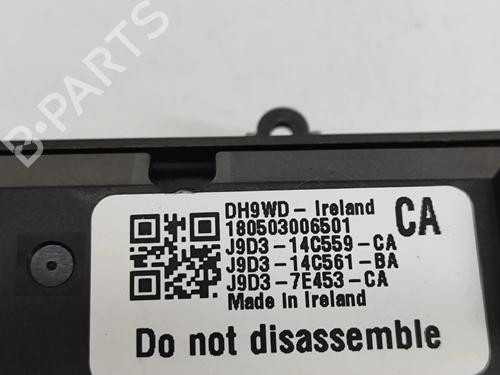 B-PARTS
DH9WD - Ireland
CA
180503006501
J9D3-14C559-CA
J9D3-14C561-BA
J9D3-7E453-CA
Made in Ireland
Do not disassemble